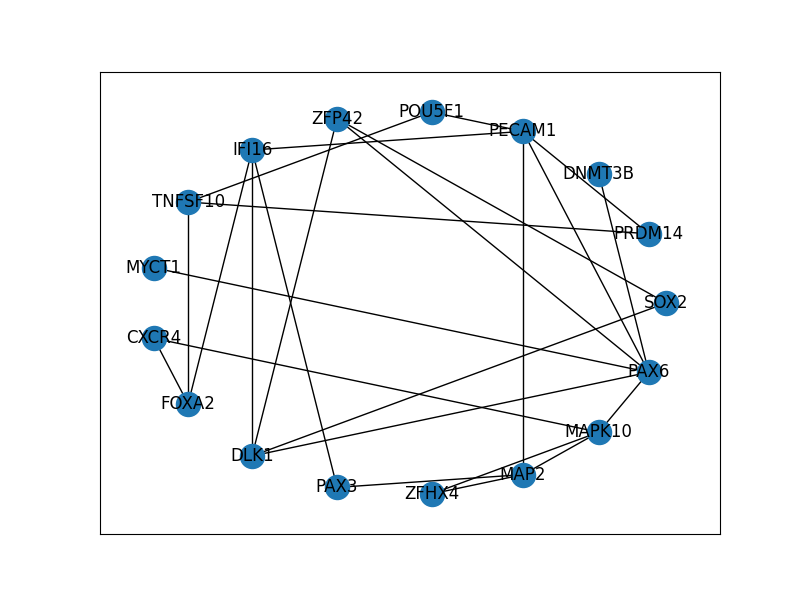 POU5F1
ZFP42
PECAM1
IFI16
DNMT3B
TNFSF10
PRDM14
MYCT1
SOX2
CXCR4
PAX6
FOXA2
MAPK10
DLK1
MAP2
PAX3
ZFHX4